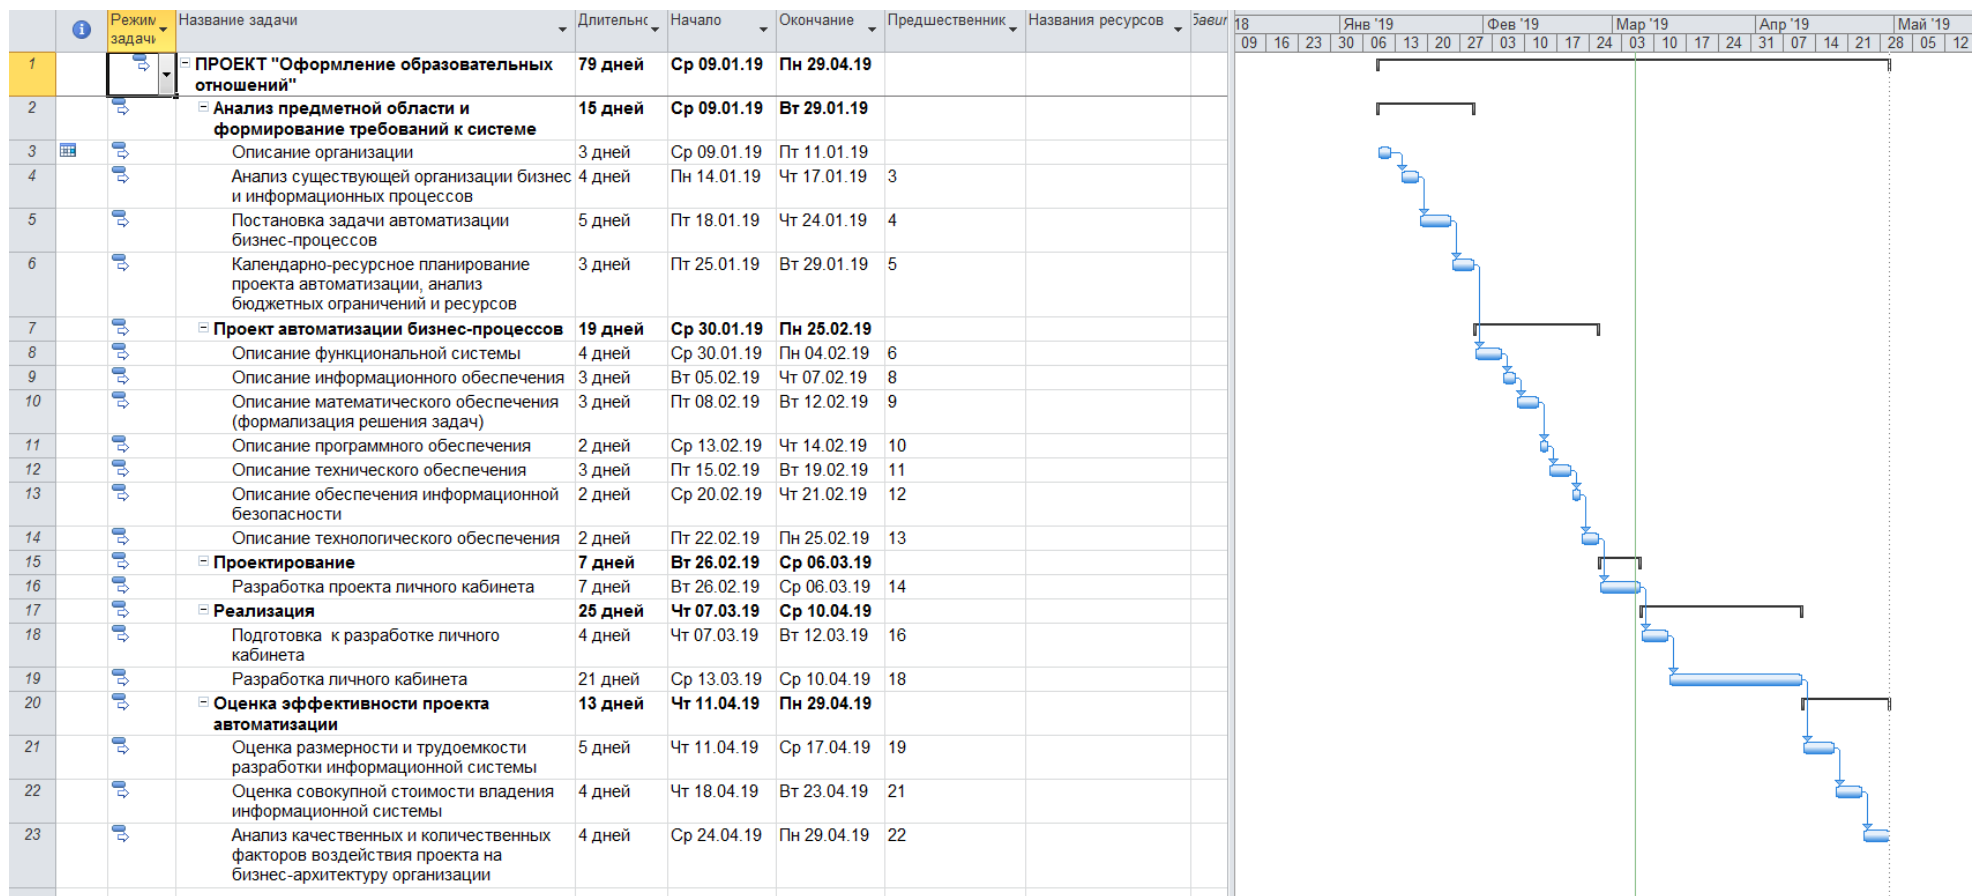 Режим задачи Название задачи Длительнс Начало Окончание Предшественник Названия ресурсов
18 Янв '19 Фев '19 Мар '19 Апр '19 Май '19
09 16 23 30 06 13 20 27 03 10 17 24 03 10 17 24 31 07 14 21 28 05 12
1 ПРОЕКТ "Оформление образовательных 79 дней Ср 09.01.19 Пн 29.04.19
отношений"
2 Анализ предметной области и 15 дней Ср 09.01.19 Вт 29.01.19
формирование требований к системе
3 Описание организации 3 дней Ср 09.01.19 Пт 11.01.19
4 Анализ существующей организации бизнес 4 дней Пн 14.01.19 Чт 17.01.19 3
и информационных процессов
5 Постановка задачи автоматизации 5 дней Пт 18.01.19 Чт 24.01.19 4
бизнес-процессов
6 Календарно-ресурсное планирование 3 дней Пт 25.01.19 Вт 29.01.19 5
проекта автоматизации, анализ
бюджетных ограничений и ресурсов
7 Проект автоматизации бизнес-процессов 19 дней Ср 30.01.19 Пн 25.02.19
8 Описание функциональной системы 4 дней Ср 30.01.19 Пн 04.02.19 6
9 Описание информационного обеспечения 3 дней Вт 05.02.19 Чт 07.02.19 8
10 Описание математического обеспечения 3 дней Пт 08.02.19 Вт 12.02.19 9
(формализация решения задач)
11 Описание программного обеспечения 2 дней Ср 13.02.19 Чт 14.02.19 10
12 Описание технического обеспечения 3 дней Пт 15.02.19 Вт 19.02.19 11
13 Описание обеспечения информационной 2 дней Ср 20.02.19 Чт 21.02.19 12
безопасности
14 Описание технологического обеспечения 2 дней Пт 22.02.19 Пн 25.02.19 13
15 Проектирование 7 дней Вт 26.02.19 Ср 06.03.19
16 Разработка проекта личного кабинета 7 дней Вт 26.02.19 Ср 06.03.19 14
17 Реализация 25 дней Чт 07.03.19 Ср 10.04.19
18 Подготовка к разработке личного 4 дней Чт 07.03.19 Вт 12.03.19 16
кабинета
19 Разработка личного кабинета 21 дней Ср 13.03.19 Ср 10.04.19 18
20 Оценка эффективности проекта 13 дней Чт 11.04.19 Пн 29.04.19
автоматизации
21 Оценка размерности и трудоемкости 5 дней Чт 11.04.19 Ср 17.04.19 19
разработки информационной системы
22 Оценка совокупной стоимости владения 4 дней Чт 18.04.19 Вт 23.04.19 21
информационной системы
23 Анализ качественных и количественных 4 дней Ср 24.04.19 Пн 29.04.19 22
факторов воздействия проекта на
бизнес-архитектуру организации